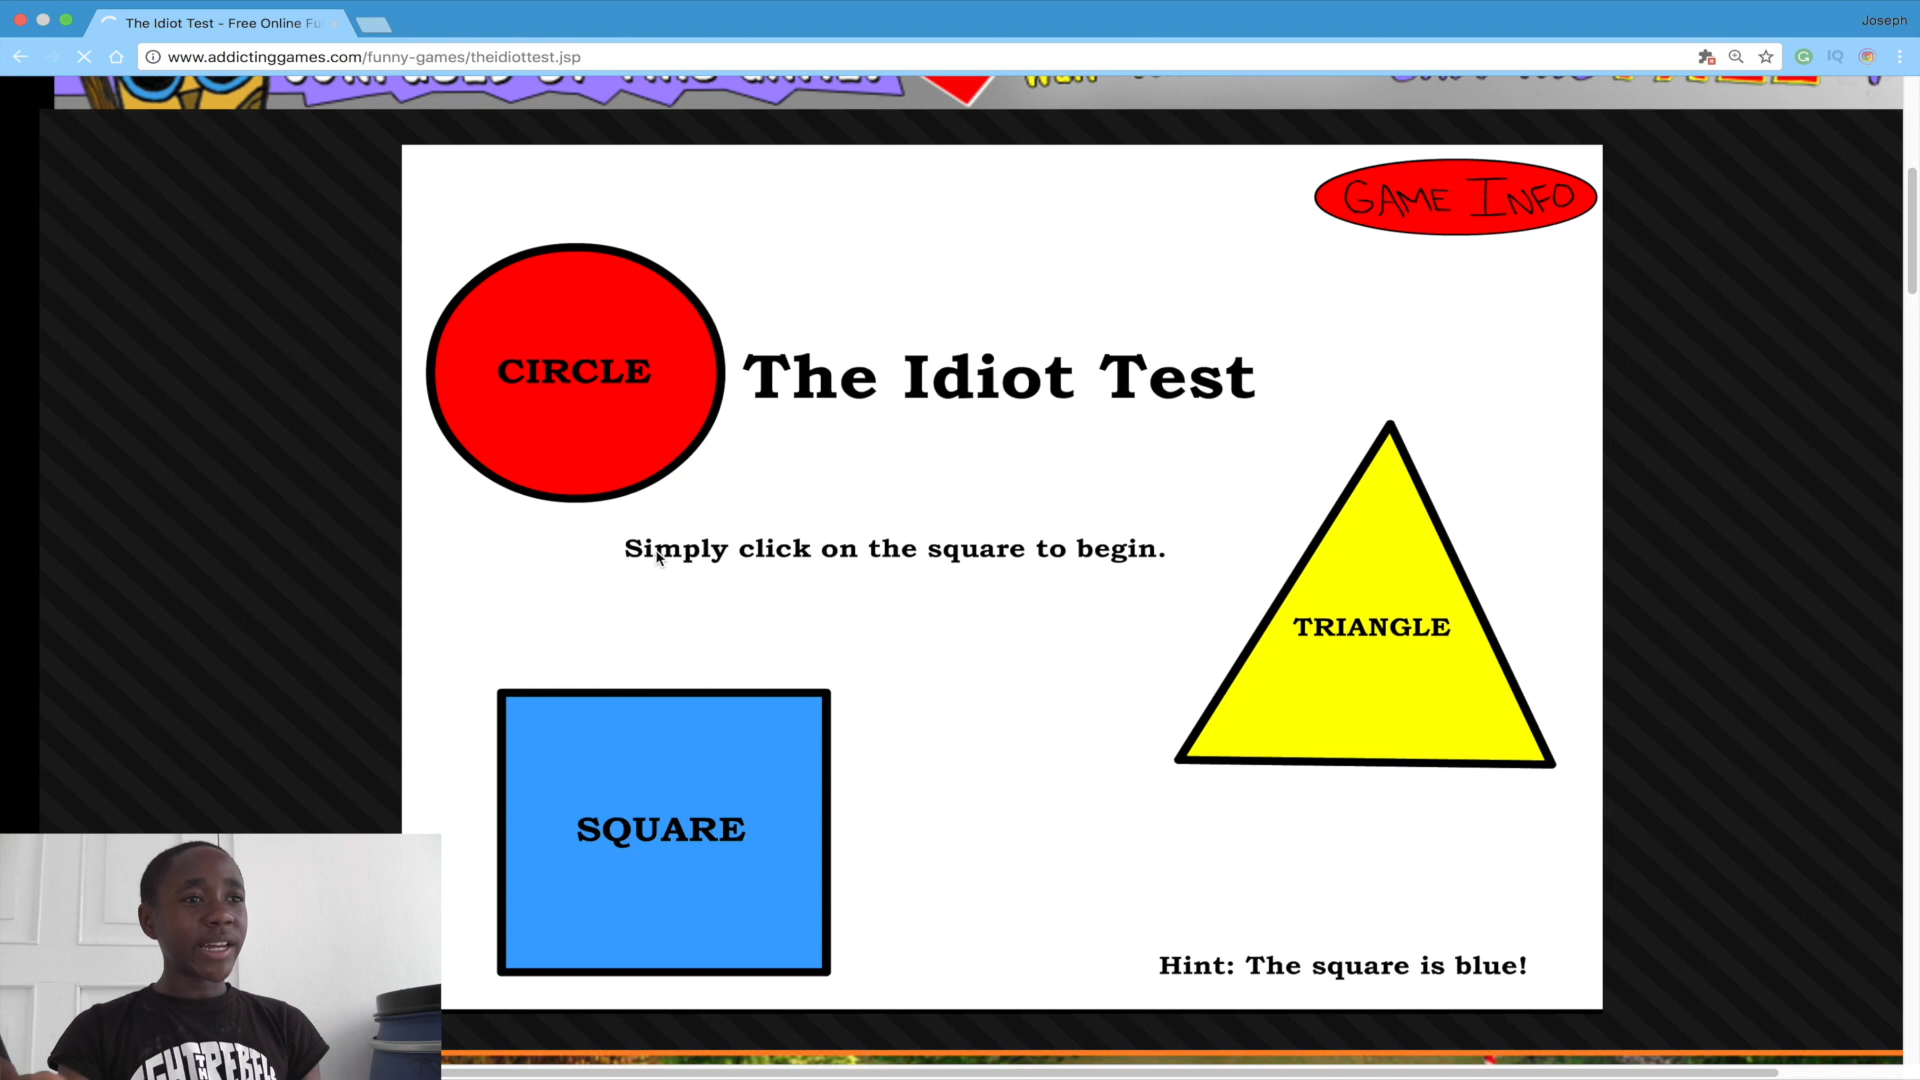 The Idiot Test - Free Online Fu
Joseph
www.addictinggames.com/funny-games/theidiottest.jsp
GAME INFO
CIRCLE
The Idiot Test
Simply click on the square to begin.
TRIANGLE
SQUARE
Hint: The square is blue!